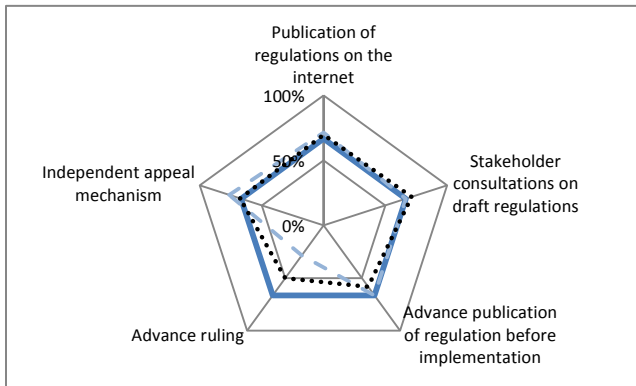 Publication of
regulations on the
internet
100%
50%
0%
Stakeholder
consultations on
draft regulations
Advance publication
of regulation before
implementation
Advance ruling
Independent appeal
mechanism